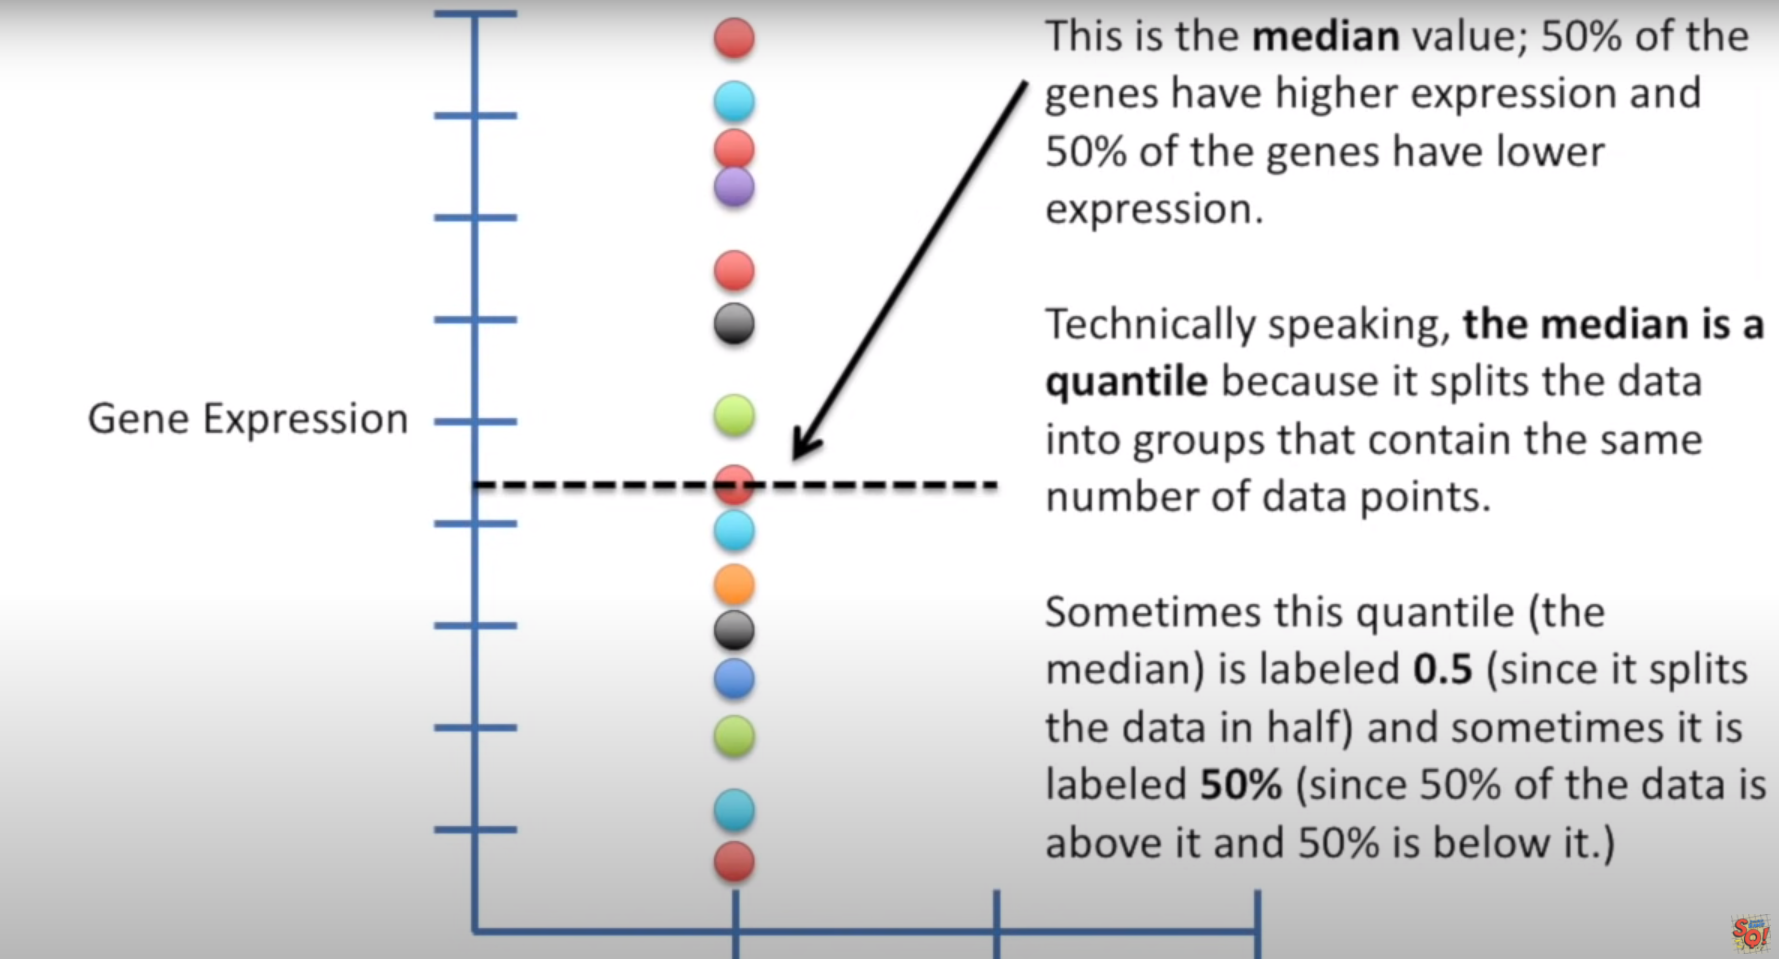 This is the median value; 50% of the
genes have higher expression and
50% of the genes have lower
expression.
Technically speaking, the median is a
quantile because it splits the data
into groups that contain the same
number of data points.
Sometimes this quantile (the
median) is labeled 0.5 (since it splits
the data in half) and sometimes it is
labeled 50% (since 50% of the data is
above it and 50% is below it.)
Gene Expression
SQ!